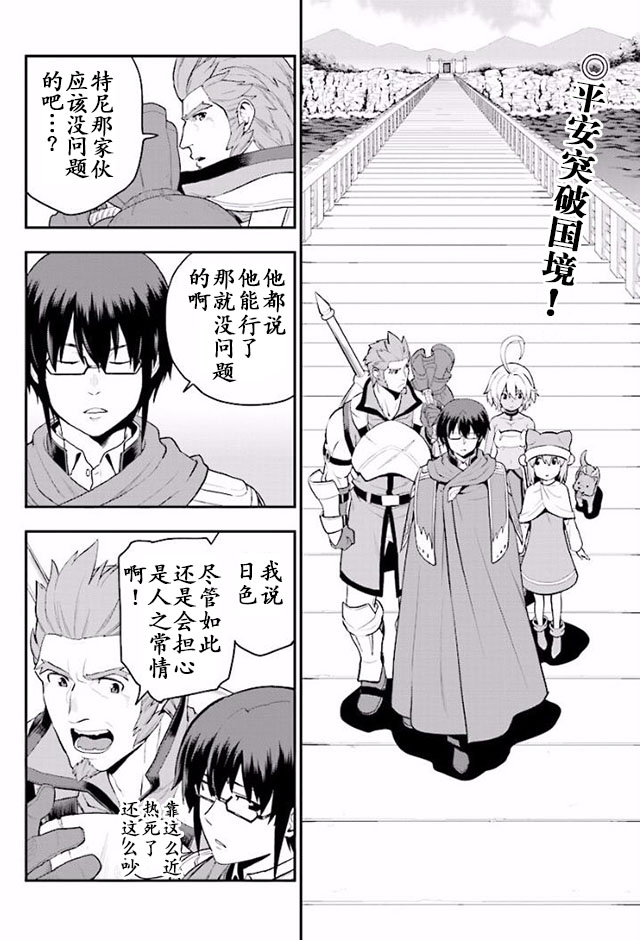 ◎平安突破国境！
特尼那家伙
应该没问题
的吧…？
他都说
他能行了
那就没问题
的啊
我说
日色
尽管如此
还是会担心
是人之常情
啊！
靠这么近
热死了
还这么吵